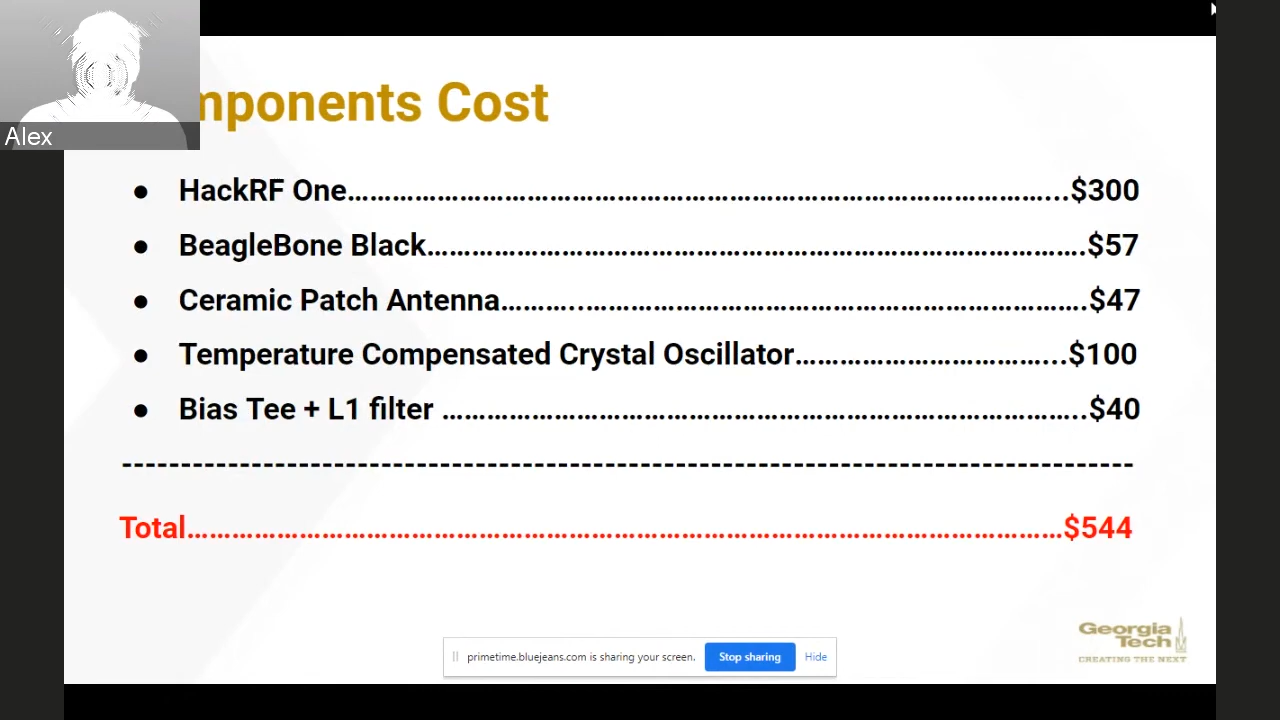 mponents Cost
Alex
● HackRF One…………………………………………………………………………………...$300
● BeagleBone Black…………………………………………………………………………….$57
● Ceramic Patch Antenna……..………………………………………………………….$47
● Temperature Compensated Crystal Oscillator…………………………...$100
● Bias Tee + L1 filter …………………………………………………………………………..$40
--------------------------------------------------------------------------------------
Total……………………………………………………………………………………………………$544
Georgia
Tech
CREATING THE NEXT
primetime.bluejeans.com is sharing your screen. Stop sharing Hide